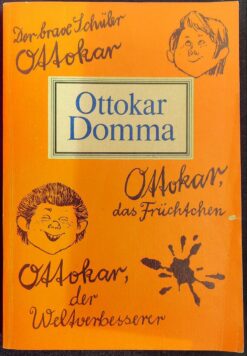 Der brave Schüler
Ottokar
Ottokar
Domma
Ottokar,
das Früchtchen
Ottokar,
der
Weltverbesserer